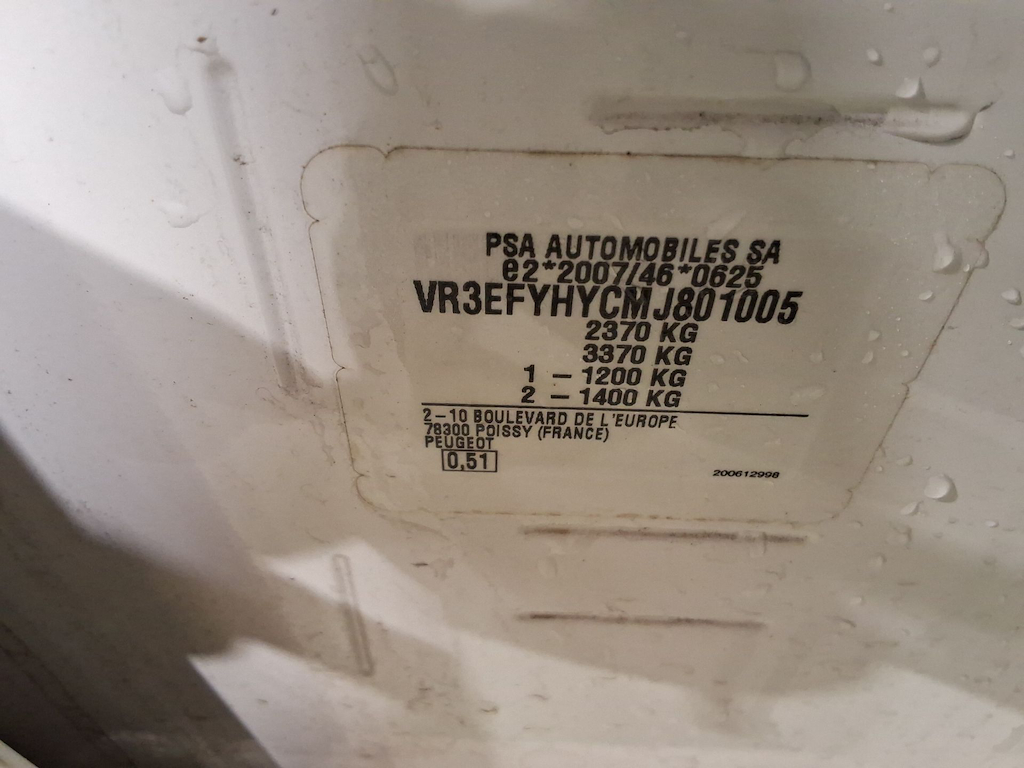 PSA AUTOMOBILES SA
e2*2007/46*0625
VR3EFYHYCMJ801005
2370 KG
3370 KG
1 – 1200 KG
2 – 1400 KG
2-10 BOULEVARD DE L'EUROPE
78300 POISSY (FRANCE)
PEUGEOT
0,51
200612998